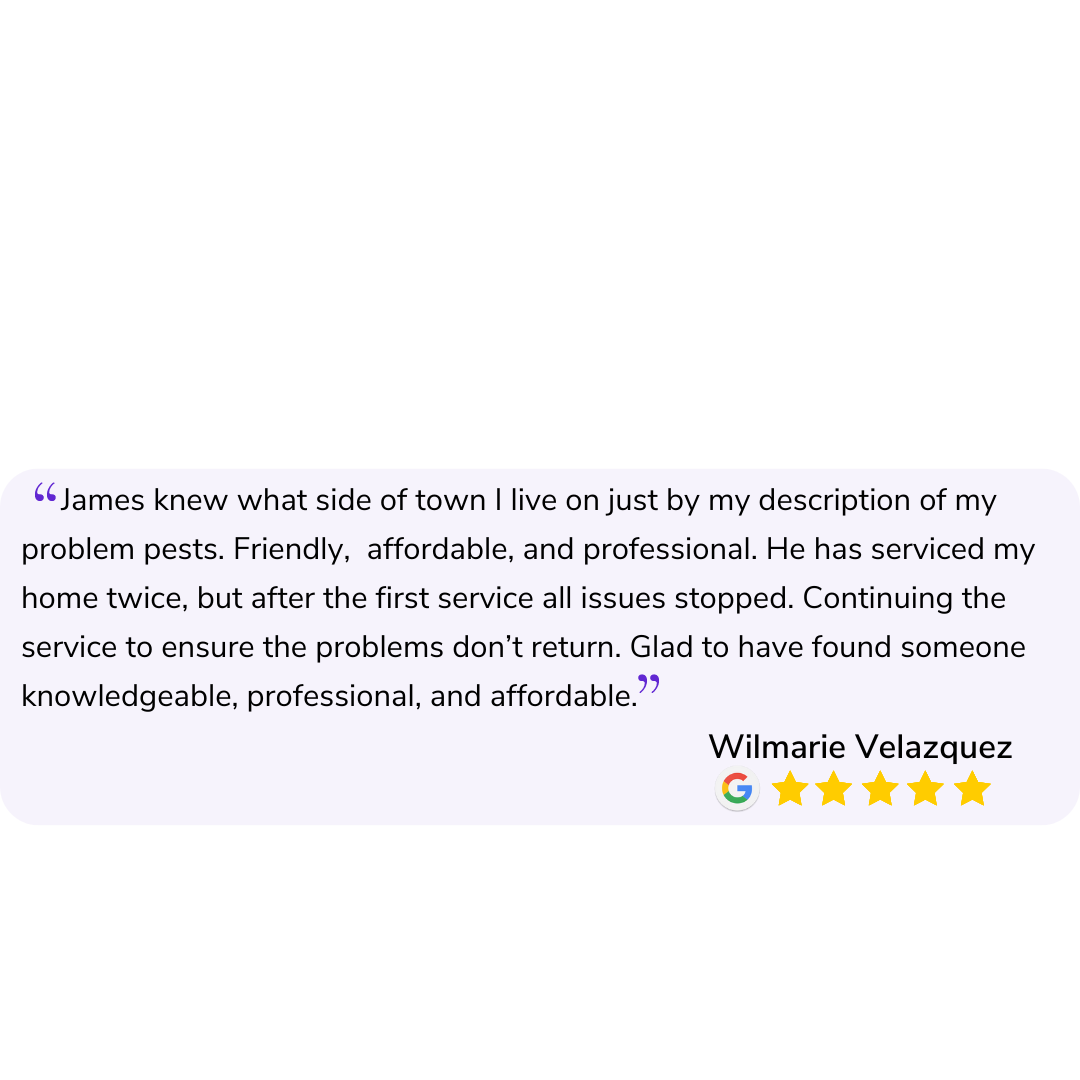 “James knew what side of town I live on just by my description of my
problem pests. Friendly,  affordable, and professional. He has serviced my
home twice, but after the first service all issues stopped. Continuing the
service to ensure the problems don’t return. Glad to have found someone
knowledgeable, professional, and affordable.”
Wilmarie Velazquez
G